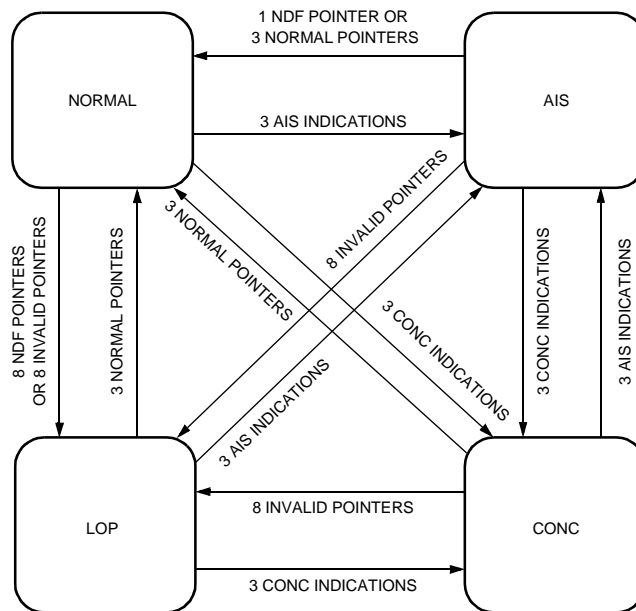 1 NDF POINTER OR
3 NORMAL POINTERS
NORMAL
AIS
3 AIS INDICATIONS
8 INVALID POINTERS
3 NORMAL POINTERS
8 NDF POINTERS
OR 8 INVALID POINTERS
3 NORMAL POINTERS
3 CONC INDICATIONS
3 CONC INDICATIONS
3 AIS INDICATIONS
3 AIS INDICATIONS
8 INVALID POINTERS
LOP
CONC
3 CONC INDICATIONS